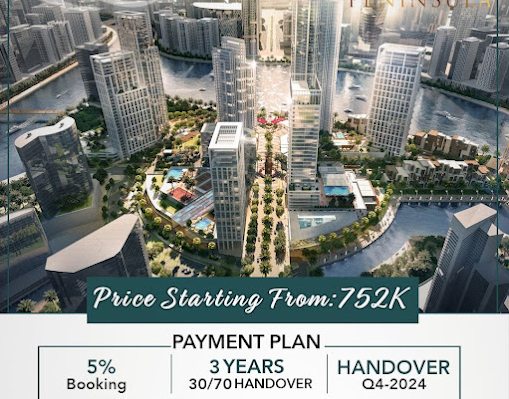 PENINSULA
Price Starting From:752K
PAYMENT PLAN
5%
Booking
3 YEARS
30/70 HANDOVER
HANDOVER
Q4-2024